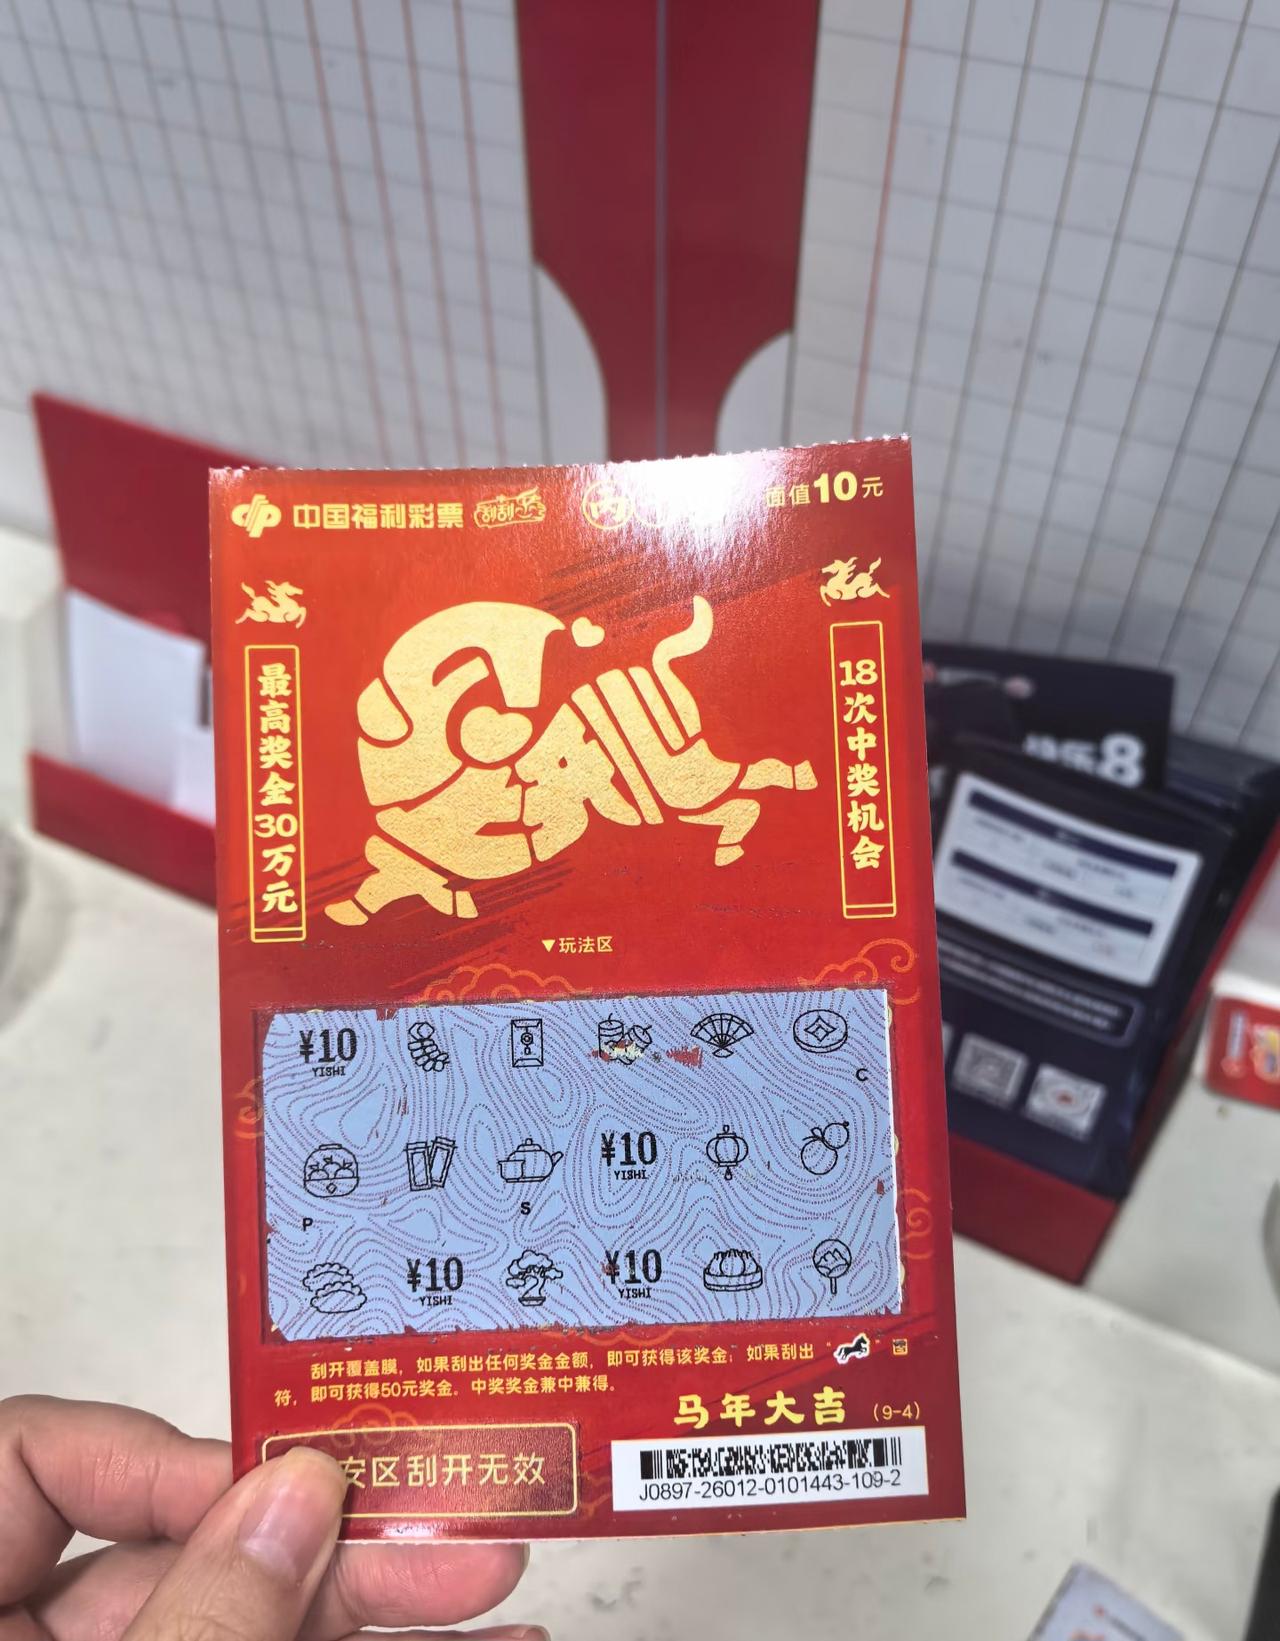 中国福利彩票 刮刮乐
丙
面值10元
最高奖金30万元
18次中奖机会
▼玩法区
¥10
YISHI
C
¥10
YISHI
P
S
¥10
YISHI
¥10
YISHI
刮开覆盖膜，如果刮出任何奖金金额，即可获得该奖金；如果刮出“ ”图
符，即可获得50元奖金。中奖奖金兼中兼得。
马年大吉 (9-4)
安区刮开无效
J0897-26012-0101443-109-2
8